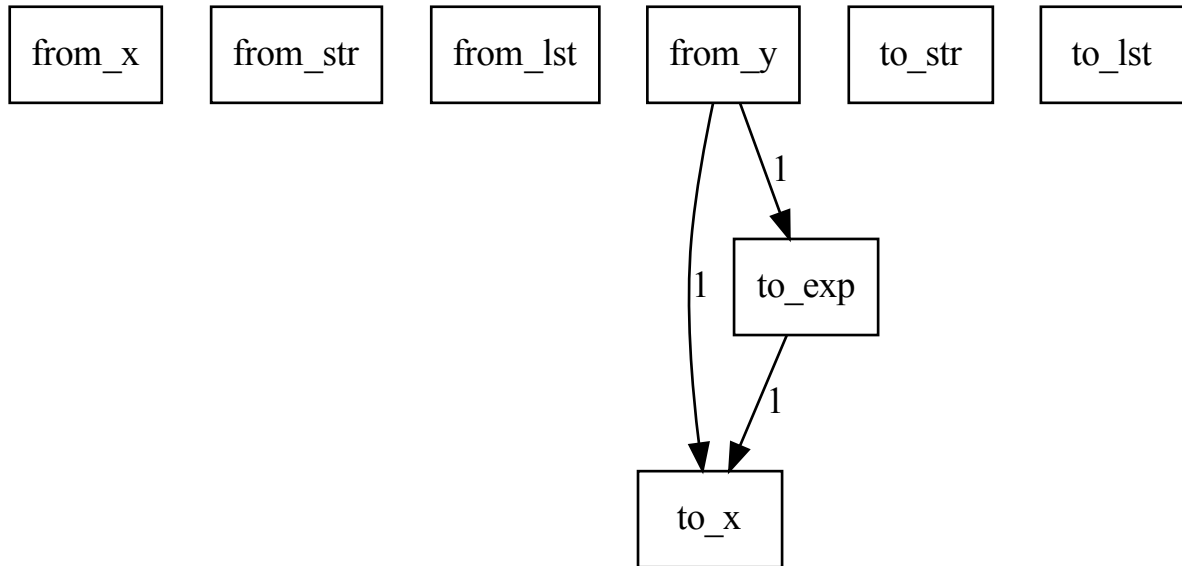 from_x
from_str
from_lst
from_y
to_str
to_lst
1
to_exp
1
1
to_x